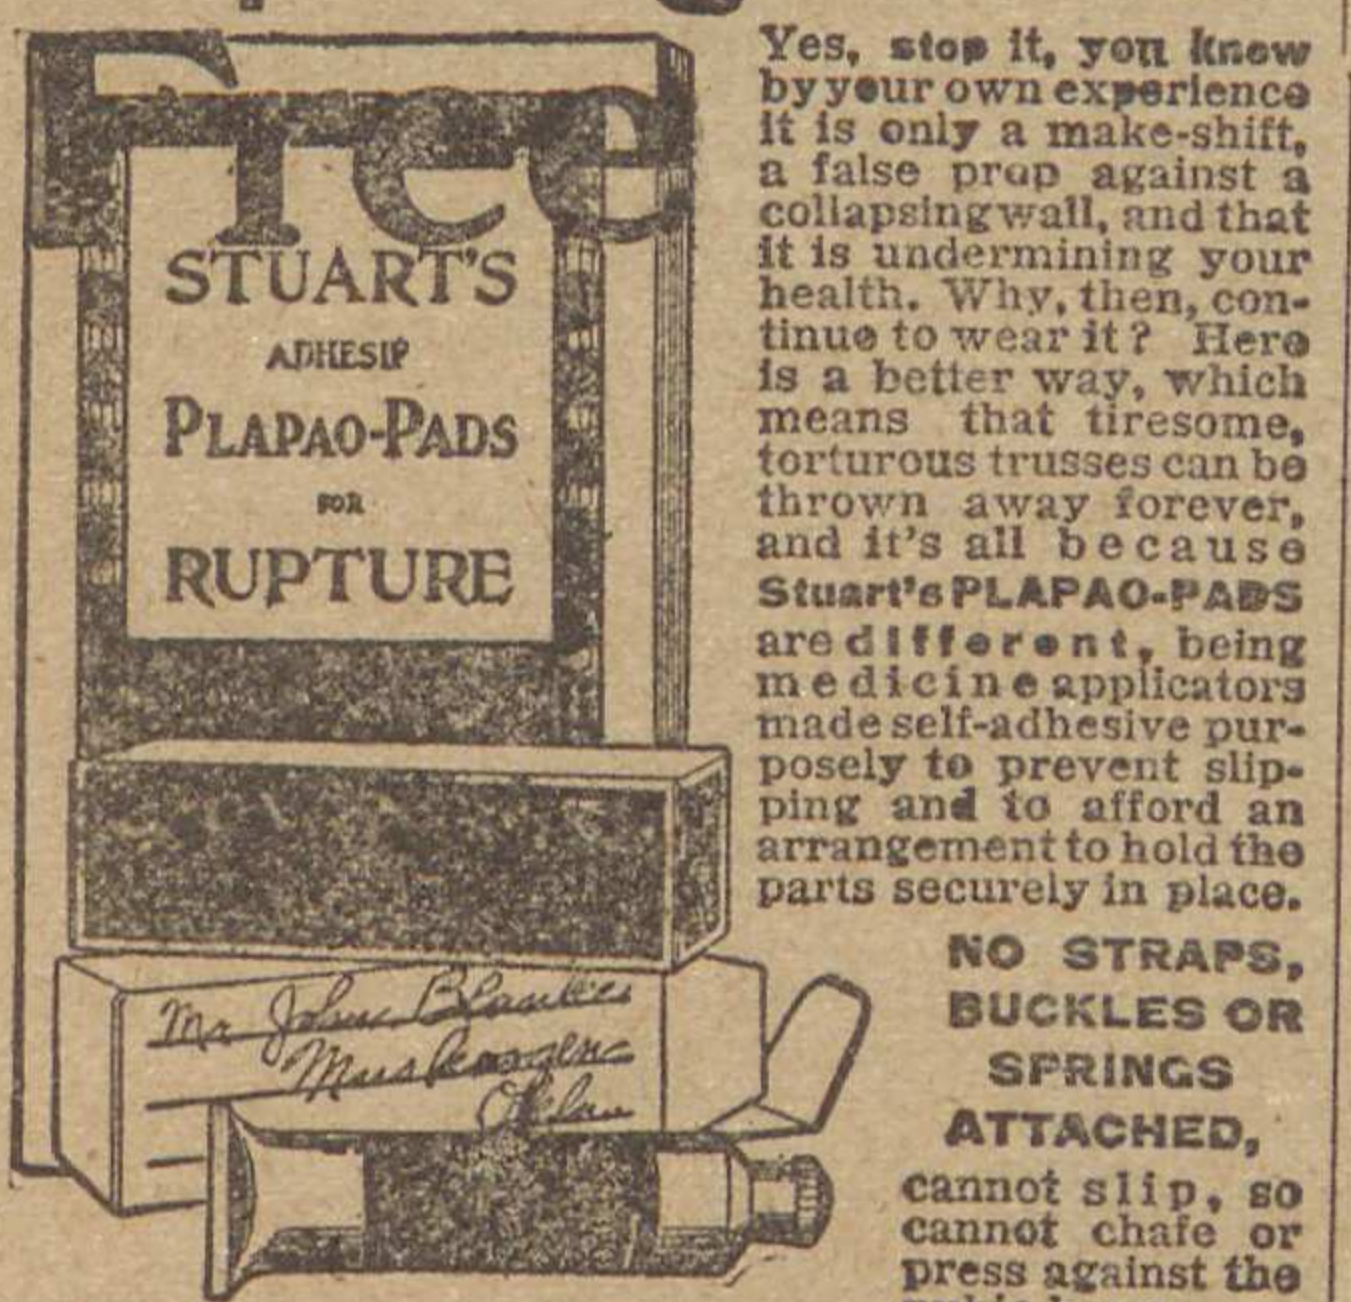 Free
STUART'S
ADHESIF
PLAPAO-PADS
FOR
RUPTURE
Mr John
Okla
Yes, stop it, you know
by your own experience
it is only a make-shift,
a false prop against a
collapsing wall, and that
it is undermining your
health. Why, then, con-
tinue to wear it? Here
is a better way, which
means that tiresome,
torturous trusses can be
thrown away forever,
and it's all because
Stuart's PLAPAO-PADS
are different, being
medicine applicators
made self-adhesive pur-
posely to prevent slip-
ping and to afford an
arrangement to hold the
parts securely in place.
NO STRAPS,
BUCKLES OR
SPRINGS
ATTACHED,
cannot slip, so
cannot chafe or
press against the